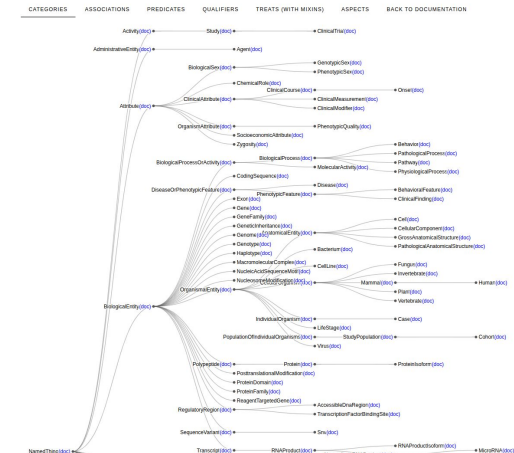 CATEGORIES ASSOCIATIONS PREDICATES QUALIFIERS TREATS (WITH MIXINS) ASPECTS BACK TO DOCUMENTATION
Activity(doc) Study(doc) ClinicalTrial(doc)
AdministrativeEntity(doc) Agent(doc)
GenotypicSex(doc)
BiologicalSex(doc)
PhenotypicSex(doc)
ChemicalRole(doc)
ClinicalCourse(doc) Onset(doc)
ClinicalAttribute(doc) ClinicalMeasurement(doc)
Attribute(doc) ClinicalModifier(doc)
OrganismAttribute(doc) PhenotypicQuality(doc)
SocioeconomicAttribute(doc)
Zygosity(doc) Behavior(doc)
PathologicalProcess(doc)
BiologicalProcess(doc)
BiologicalProcessOrActivity(doc) Pathway(doc)
MolecularActivity(doc) PhysiologicalProcess(doc)
CodingSequence(doc)
Disease(doc)
DiseaseOrPhenotypicFeature(doc) BehavioralFeature(doc)
PhenotypicFeature(doc)
Exon(doc) ClinicalFinding(doc)
Gene(doc)
GeneFamily(doc) Cell(doc)
GeneticInheritance(doc) CellularComponent(doc)
Genome(doc) AnatomicalEntity(doc)
GrossAnatomicalStructure(doc)
Genotype(doc) PathologicalAnatomicalStructure(doc)
Haplotype(doc) Bacterium(doc)
MacromolecularComplex(doc) Fungus(doc)
CellLine(doc)
NucleicAcidSequenceMotif(doc) Invertebrate(doc)
NucleosomeModification(doc) CellularOrganism(doc) Mammal(doc) Human(doc)
OrganismalEntity(doc) Plant(doc)
Vertebrate(doc)
BiologicalEntity(doc)
IndividualOrganism(doc) Case(doc)
LifeStage(doc)
PopulationOfIndividualOrganisms(doc) StudyPopulation(doc) Cohort(doc)
Virus(doc)
Polypeptide(doc) Protein(doc) ProteinIsoform(doc)
PosttranslationalModification(doc)
ProteinDomain(doc)
ProteinFamily(doc)
ReagentTargetedGene(doc)
AccessibleDnaRegion(doc)
RegulatoryRegion(doc)
TranscriptionFactorBindingSite(doc)
SequenceVariant(doc) Snv(doc)
RNAProductIsoform(doc)
NamedThing(doc) Transcript(doc) RNAProduct(doc) MicroRNA(doc)